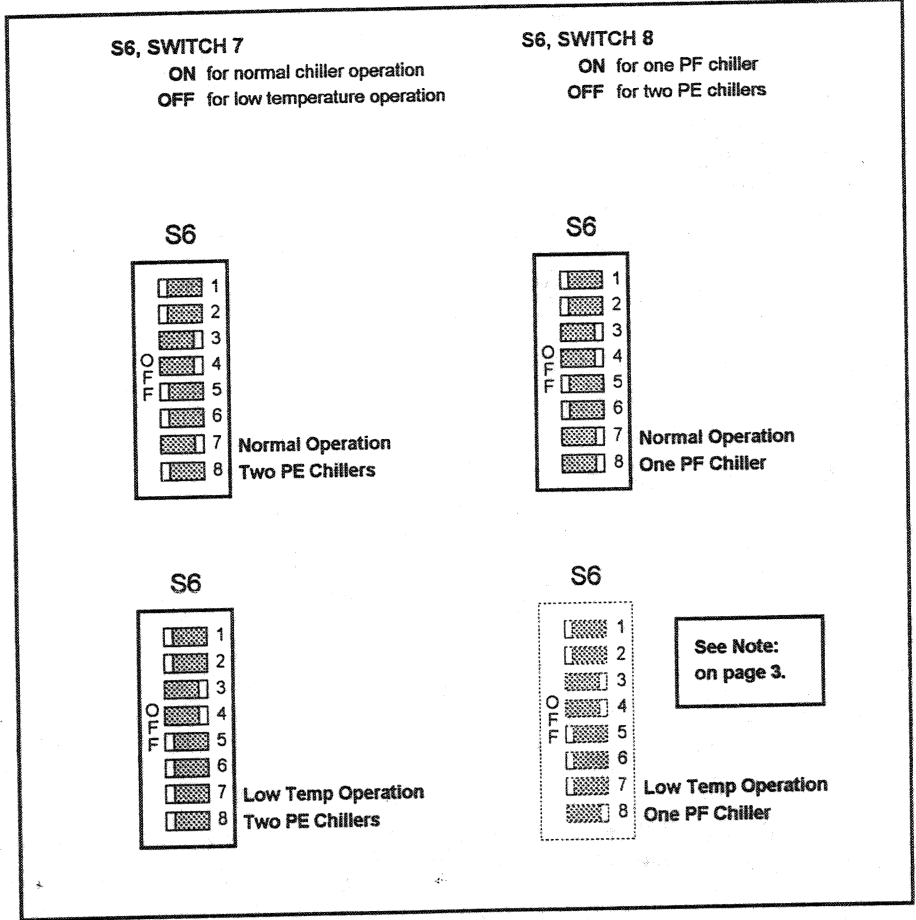 S6, SWITCH 7
ON for normal chiller operation
OFF for low temperature operation
S6, SWITCH 8
ON for one PF chiller
OFF for two PE chillers
S6
1
2
3
4
5
6
7 Normal Operation
8 Two PE Chillers
OFF
S6
1
2
3
4
5
6
7 Normal Operation
8 One PF Chiller
OFF
S6
1
2
3
4
5
6
7 Low Temp Operation
8 Two PE Chillers
OFF
S6
1
2
3
4
5
6
7 Low Temp Operation
8 One PF Chiller
OFF
See Note:
on page 3.